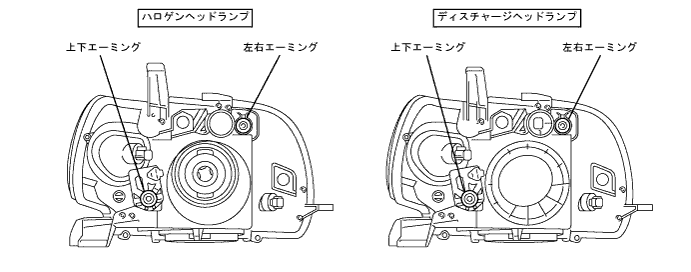 ハロゲンヘッドランプ
上下エーミング
左右エーミング
ディスチャージヘッドランプ
上下エーミング
左右エーミング